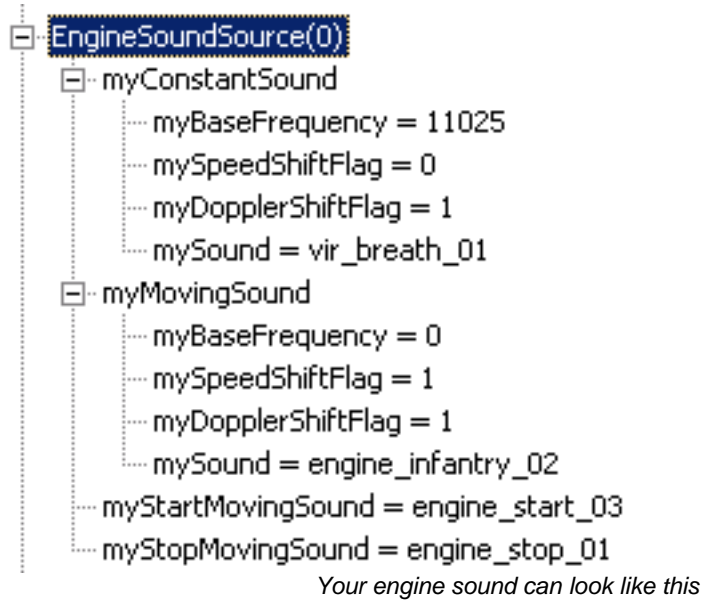 EngineSoundSource(0)
myConstantSound
myBaseFrequency = 11025
mySpeedShiftFlag = 0
myDopplerShiftFlag = 1
mySound = vir_breath_01
myMovingSound
myBaseFrequency = 0
mySpeedShiftFlag = 1
myDopplerShiftFlag = 1
mySound = engine_infantry_02
myStartMovingSound = engine_start_03
myStopMovingSound = engine_stop_01
Your engine sound can look like this